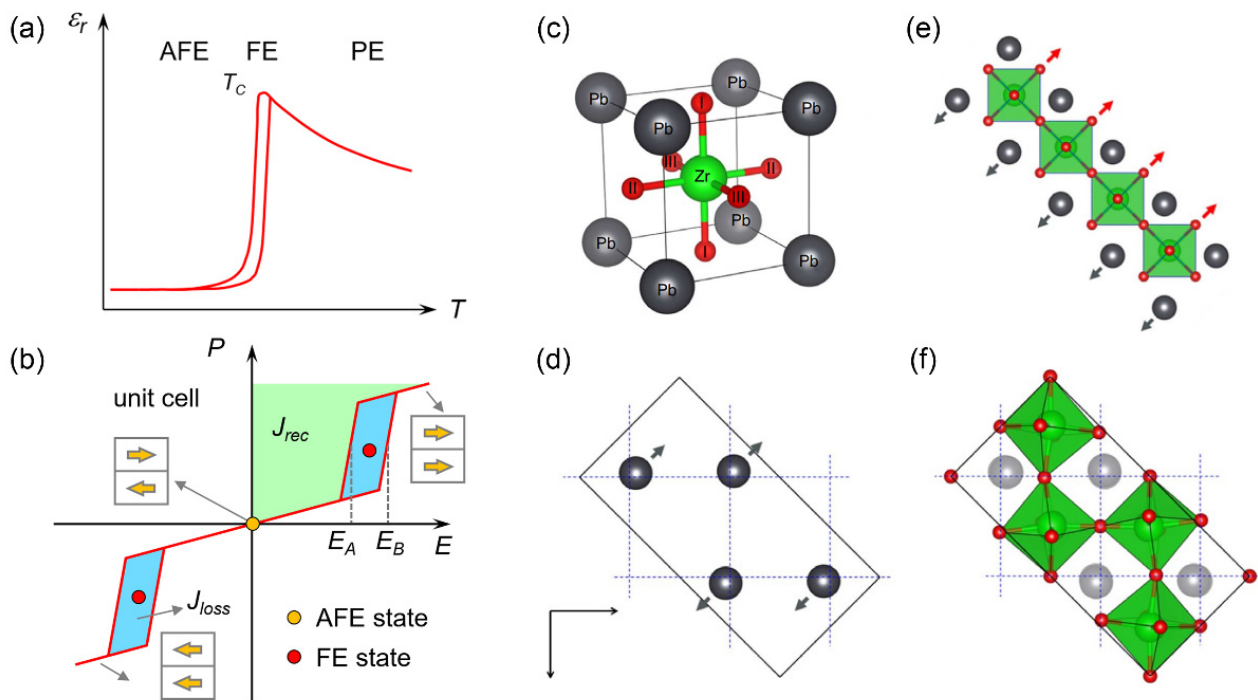 (a)
εr
AFE FE PE
TC
T
(b)
P
unit cell
Jrec
EA EB E
Jloss
AFE state
FE state
(c)
Pb
Pb
Pb
Pb
I
III
Zr
II
II
III
Pb
Pb
I
Pb
Pb
(d)
(e)
(f)